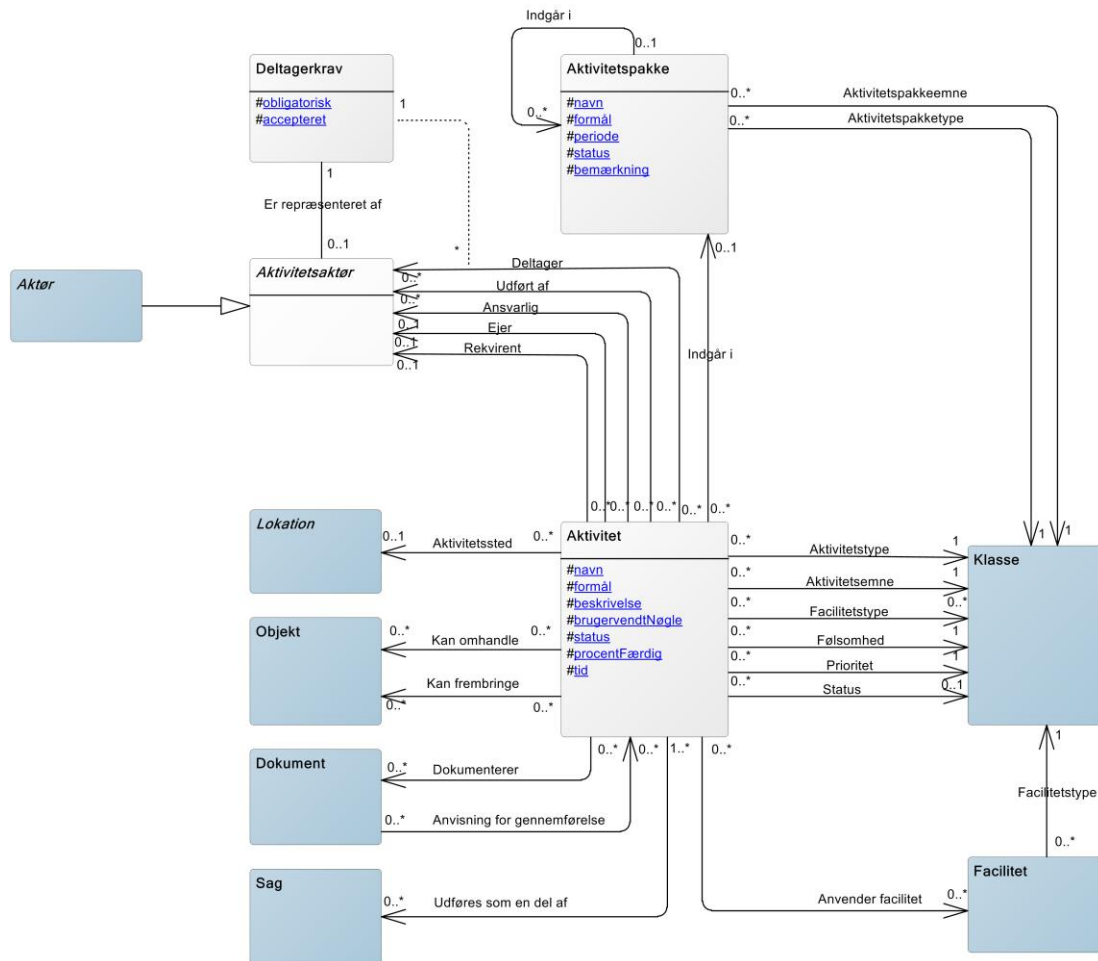 Indgår i
0..1
Deltagerkrav
#obligatorisk
#accepteret
1
1
Er repræsenteret af
0..1
*
Aktivitetspakke
#navn
#formål
#periode
#status
#bemærkning
0..*
0..*
Aktivitetspakkeemne
0..*
Aktivitetspakketype
0..1
Aktør
Aktivitetsaktør
Deltager
0..*
Udført af
0..*
Ansvarlig
0..1
Ejer
0..1
Rekvirent
0..1
Indgår i
0..*
0..*
0..*
0..*
0..*
0..*
1
1
Lokation
0..1
Aktivitetssted
0..*
Aktivitet
#navn
#formål
#beskrivelse
#brugervendtNøgle
#status
#procentFærdig
#tid
0..*
Aktivitetstype
1
0..*
Aktivitetsemne
1
0..*
Facilitetstype
0..*
0..*
Følsomhed
1
0..*
Prioritet
1
0..*
Status
0..1
Klasse
Objekt
0..*
Kan omhandle
0..*
Kan frembringe
0..*
0..*
Dokument
0..*
Dokumenterer
0..*
0..*
Anvisning for gennemførelse
0..*
1..*
0..*
Sag
0..*
Udføres som en del af
Anvender facilitet
0..*
1
Facilitetstype
0..*
Facilitet